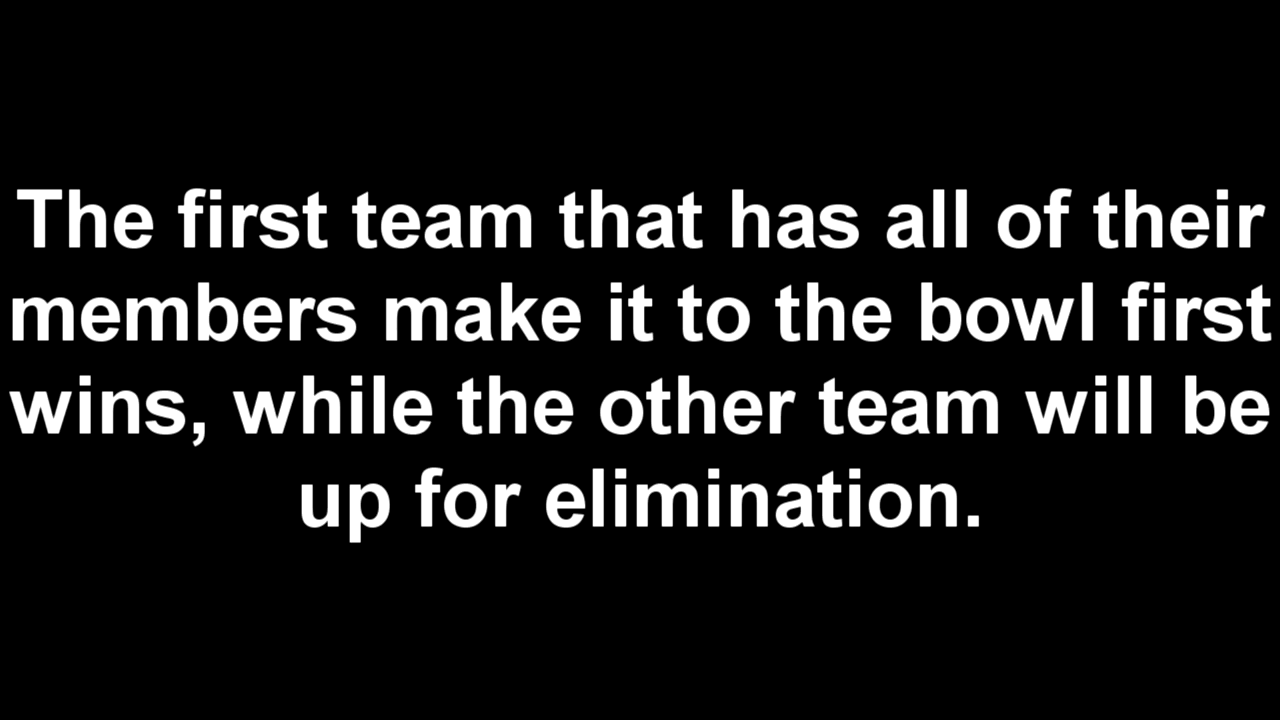 The first team that has all of their
members make it to the bowl first
wins, while the other team will be
up for elimination.